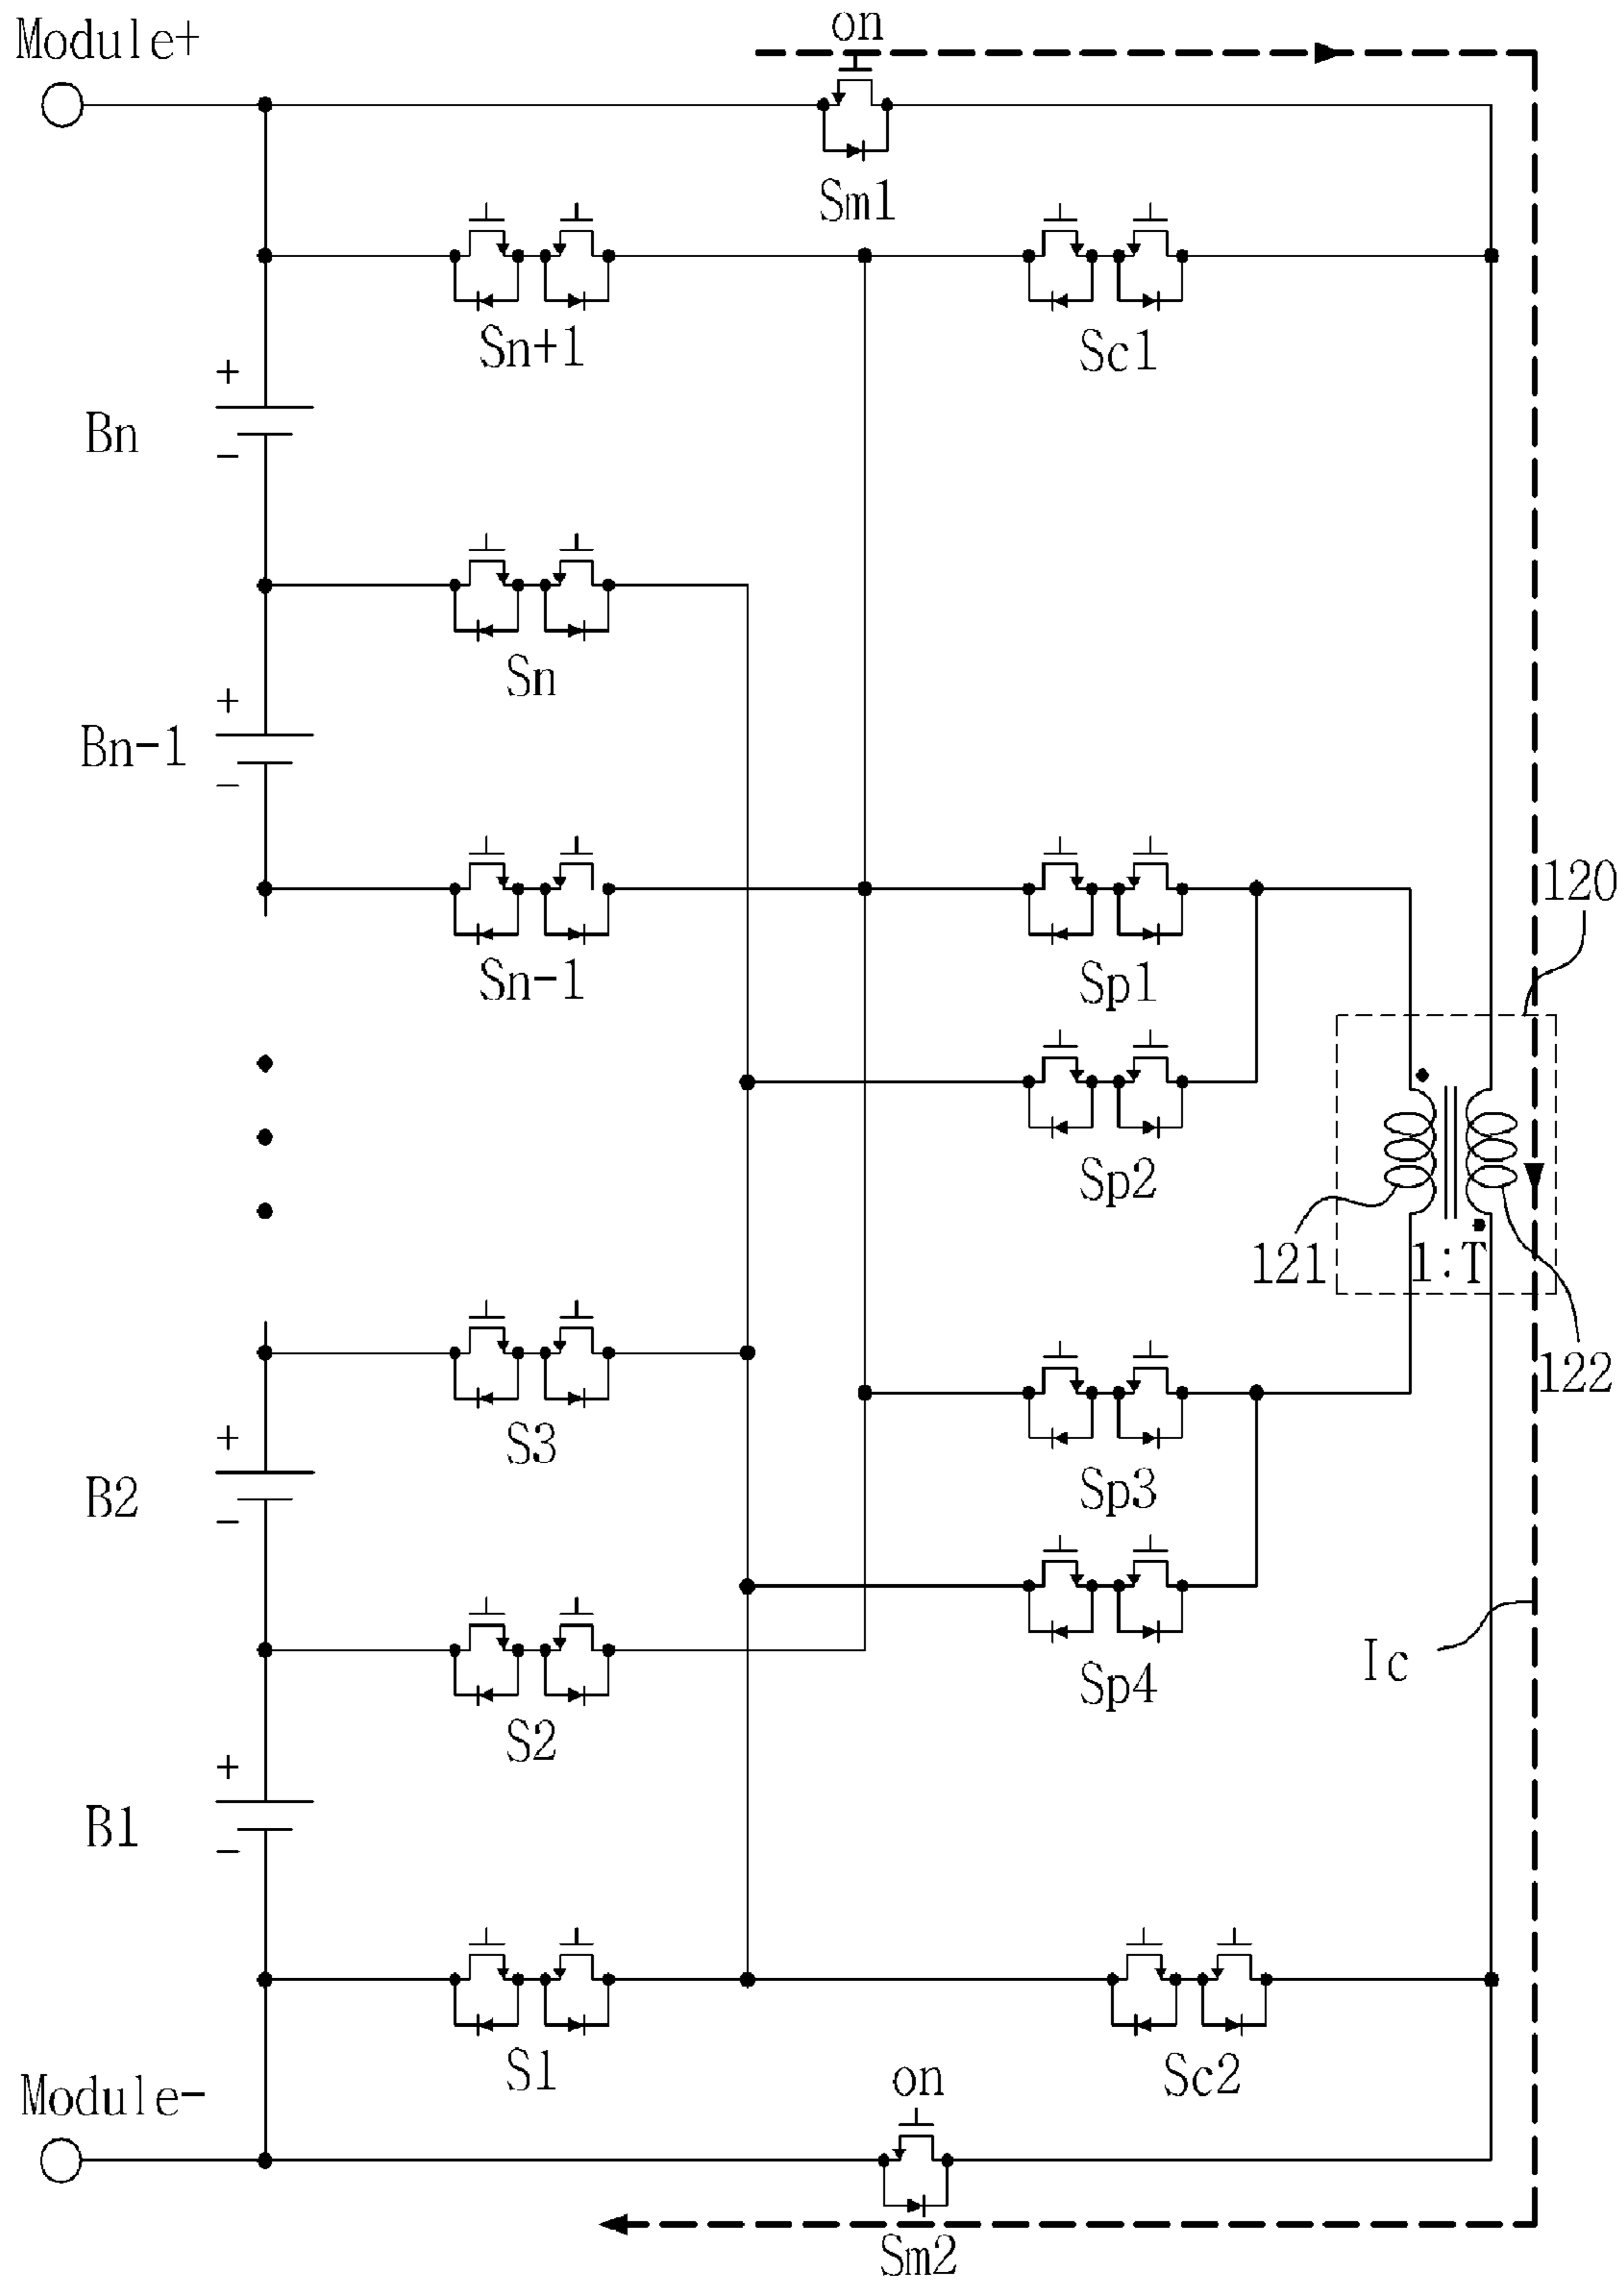 on
Module+
Sm1
Sn+1
Sc1
+
Bn
-
Sn
+
Bn-1
-
120
Sn-1
Sp1
Sp2
121
1:T
122
S3
+
Sp3
B2
-
Ic
Sp4
S2
+
B1
-
S1
Sc2
on
Module-
Sm2